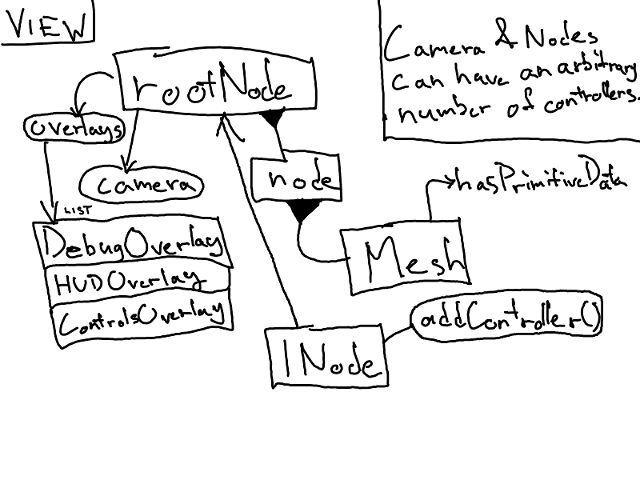 VIEW
rootNode
Camera & Nodes
can have an arbitrary
number of controllers.
overlays
camera
node
hasPrimitiveData
LIST
DebugOverlay
HUDOverlay
ControlsOverlay
Mesh
INode
addController()